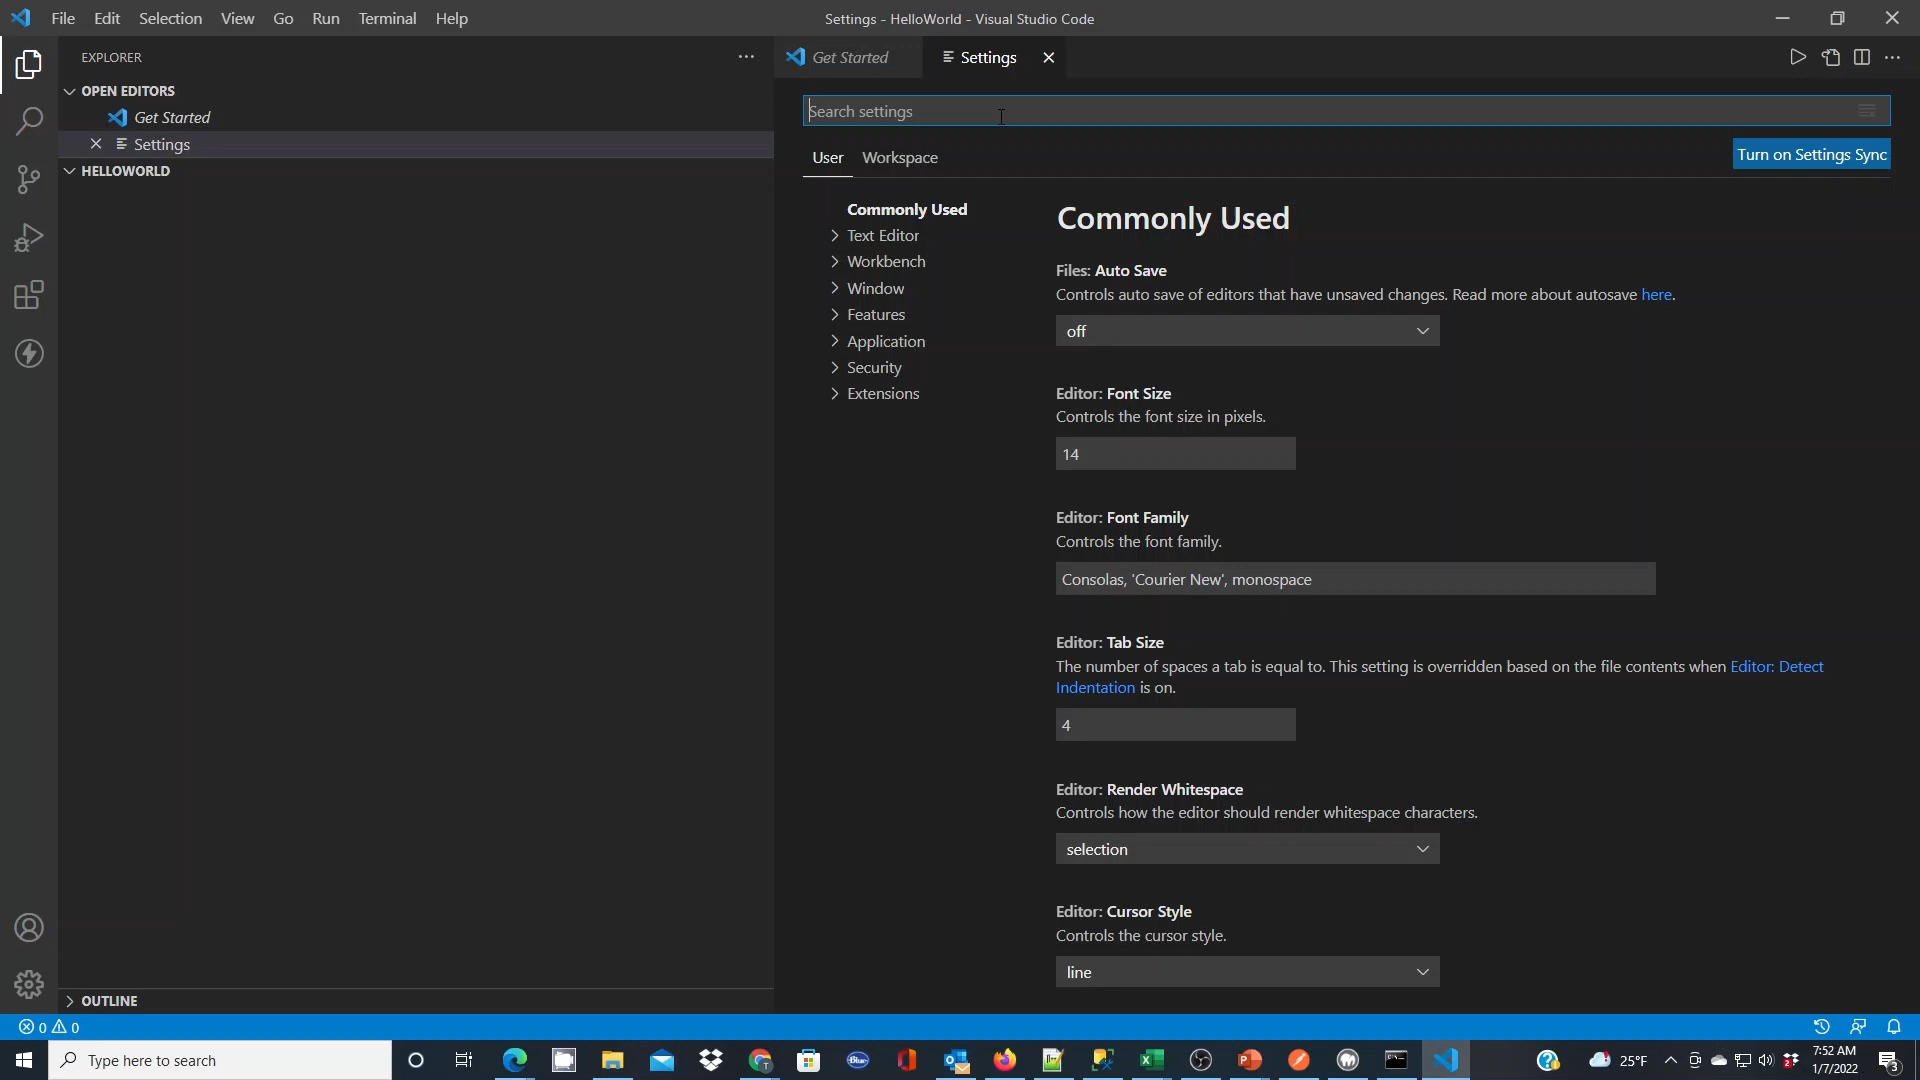 File Edit Selection View Go Run Terminal Help
Settings - HelloWorld - Visual Studio Code
EXPLORER
OPEN EDITORS
Get Started
Settings
HELLOWORLD
OUTLINE
Get Started
Settings
Search settings
User
Workspace
Turn on Settings Sync
Commonly Used
Text Editor
Workbench
Window
Features
Application
Security
Extensions
Commonly Used
Files: Auto Save
Controls auto save of editors that have unsaved changes. Read more about autosave here.
off
Editor: Font Size
Controls the font size in pixels.
14
Editor: Font Family
Controls the font family.
Consolas, 'Courier New', monospace
Editor: Tab Size
The number of spaces a tab is equal to. This setting is overridden based on the file contents when Editor: Detect
Indentation is on.
4
Editor: Render Whitespace
Controls how the editor should render whitespace characters.
selection
Editor: Cursor Style
Controls the cursor style.
line
0 0
Type here to search
Blue
25°F
7:52 AM
1/7/2022
3